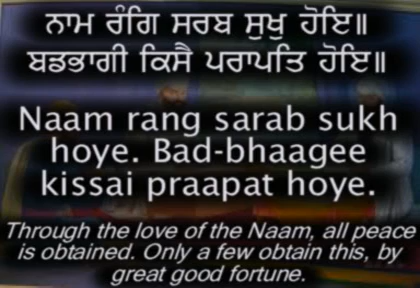 ਨਾਮ ਰੰਗਿ ਸਰਬ ਸੁਖੁ ਹੋਇ॥
ਬਡਭਾਗੀ ਕਿਸੈ ਪਰਾਪਤਿ ਹੋਇ॥
Naam rang sarab sukh
hoye. Bad-bhaagee
kissai praapat hoye.
Through the love of the Naam, all peace
is obtained. Only a few obtain this, by
great good fortune.